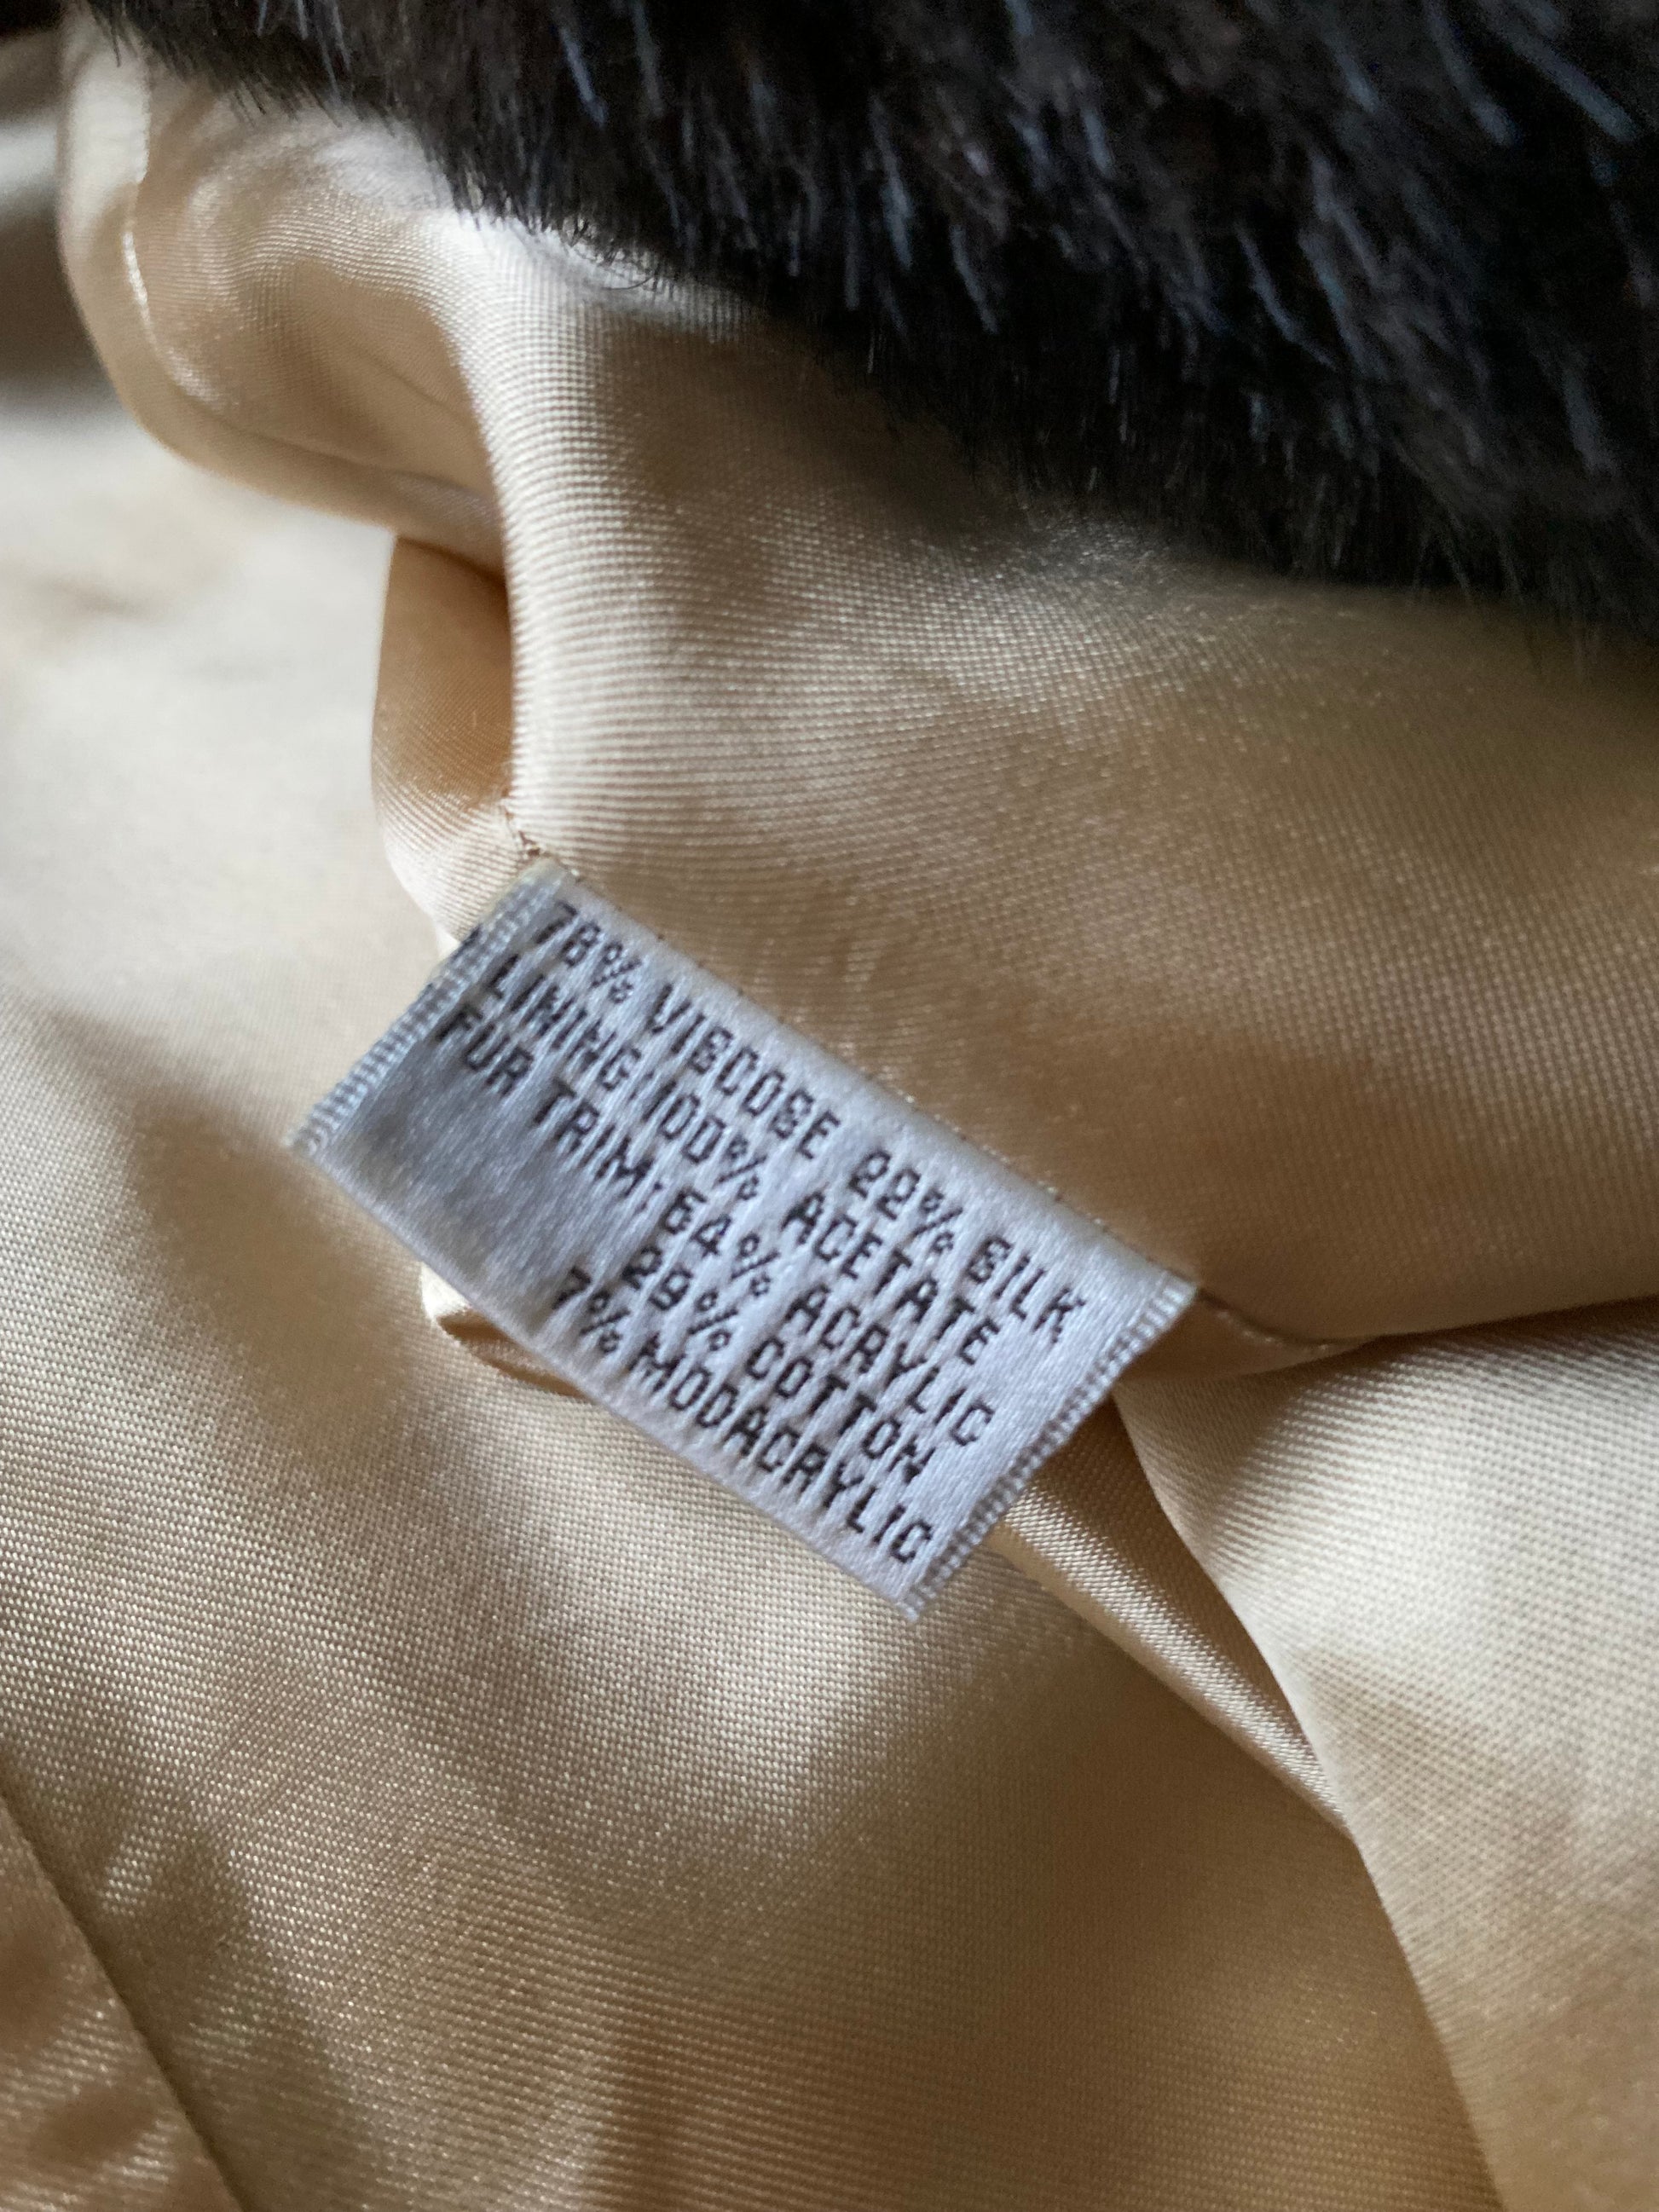 78% VISCOSE 22% SILK
LINING 100% ACETATE
FUR TRIM: 64% ACRYLIC
29% COTTON
7% MODACRYLIC